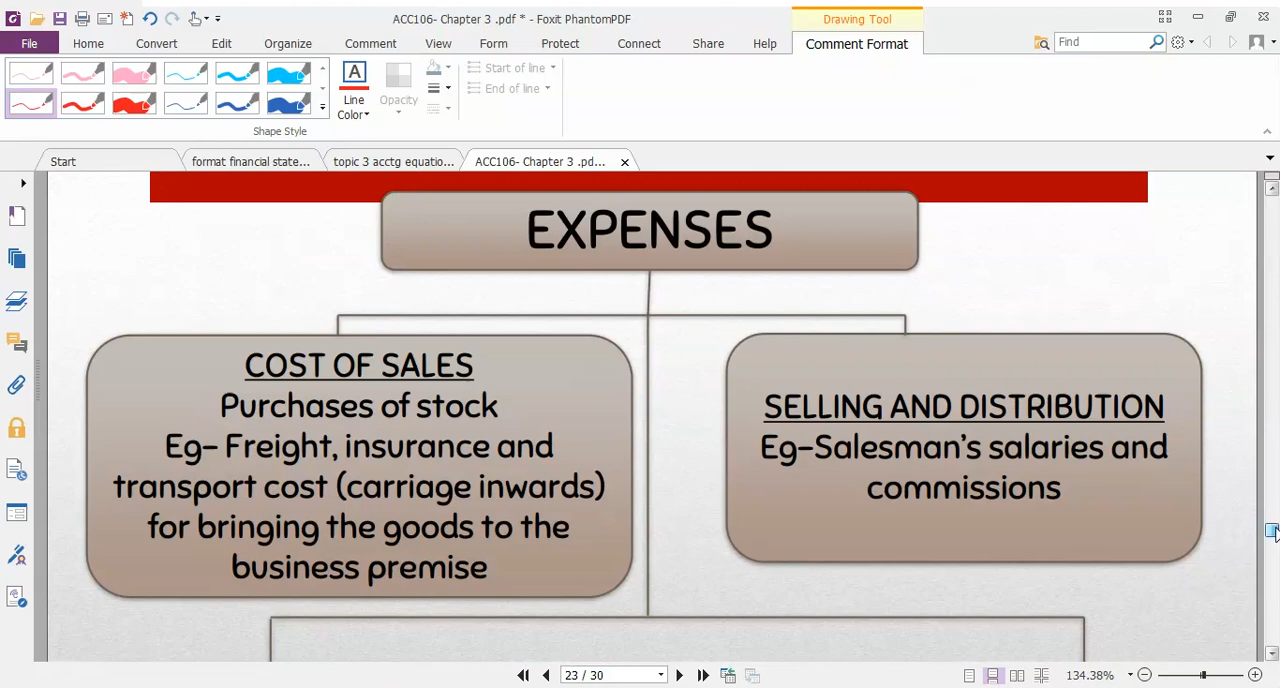 ACC106- Chapter 3 .pdf * - Foxit PhantomPDF
Drawing Tool
File Home Convert Edit Organize Comment View Form Protect Connect Share Help Comment Format
Find
A
Line Color
Opacity
Start of line
End of line
Shape Style
Start
format financial state...
topic 3 acctg equatio...
ACC106- Chapter 3 .pd...
EXPENSES
COST OF SALES
Purchases of stock
Eg- Freight, insurance and
transport cost (carriage inwards)
for bringing the goods to the
business premise
SELLING AND DISTRIBUTION
Eg-Salesman's salaries and
commissions
23 / 30
134.38%